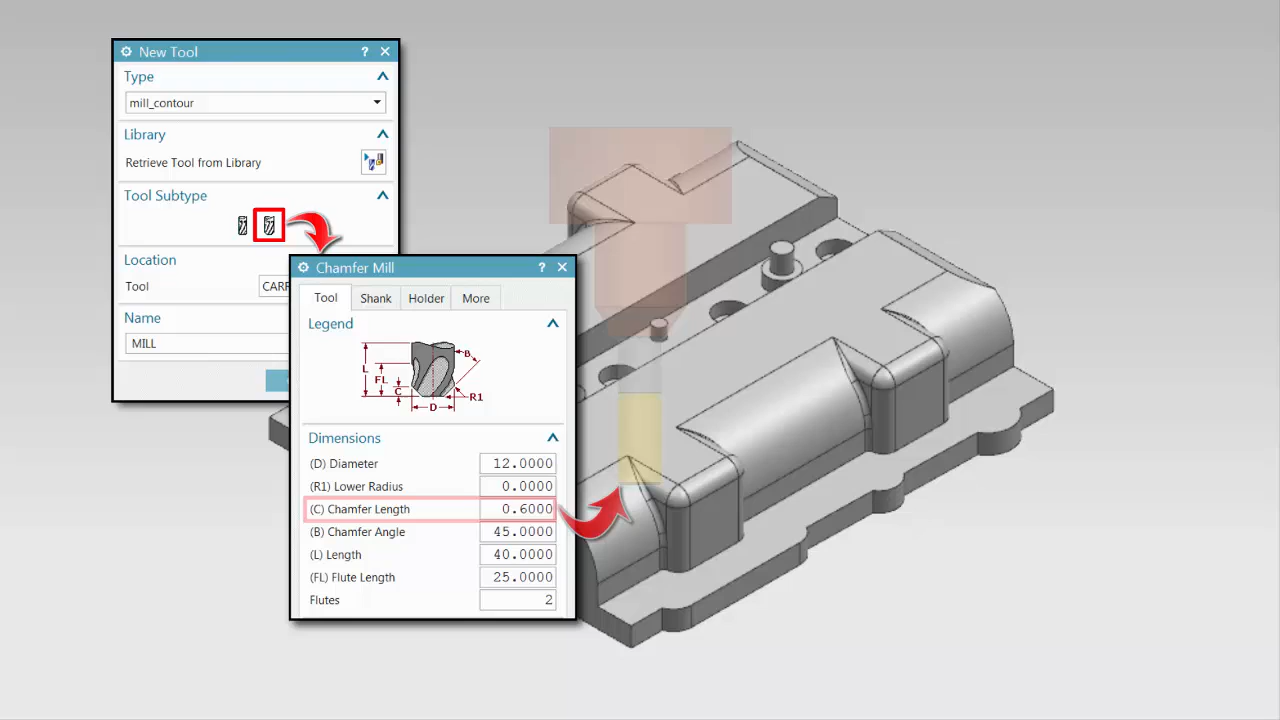 New Tool ? ×
Type
mill_contour
Library
Retrieve Tool from Library
Tool Subtype
Location
Tool CARR
Name
MILL
Chamfer Mill ? ×
Tool Shank Holder More
Legend
B
L
FL
C
R1
D
Dimensions
(D) Diameter 12.0000
(R1) Lower Radius 0.0000
(C) Chamfer Length 0.6000
(B) Chamfer Angle 45.0000
(L) Length 40.0000
(FL) Flute Length 25.0000
Flutes 2